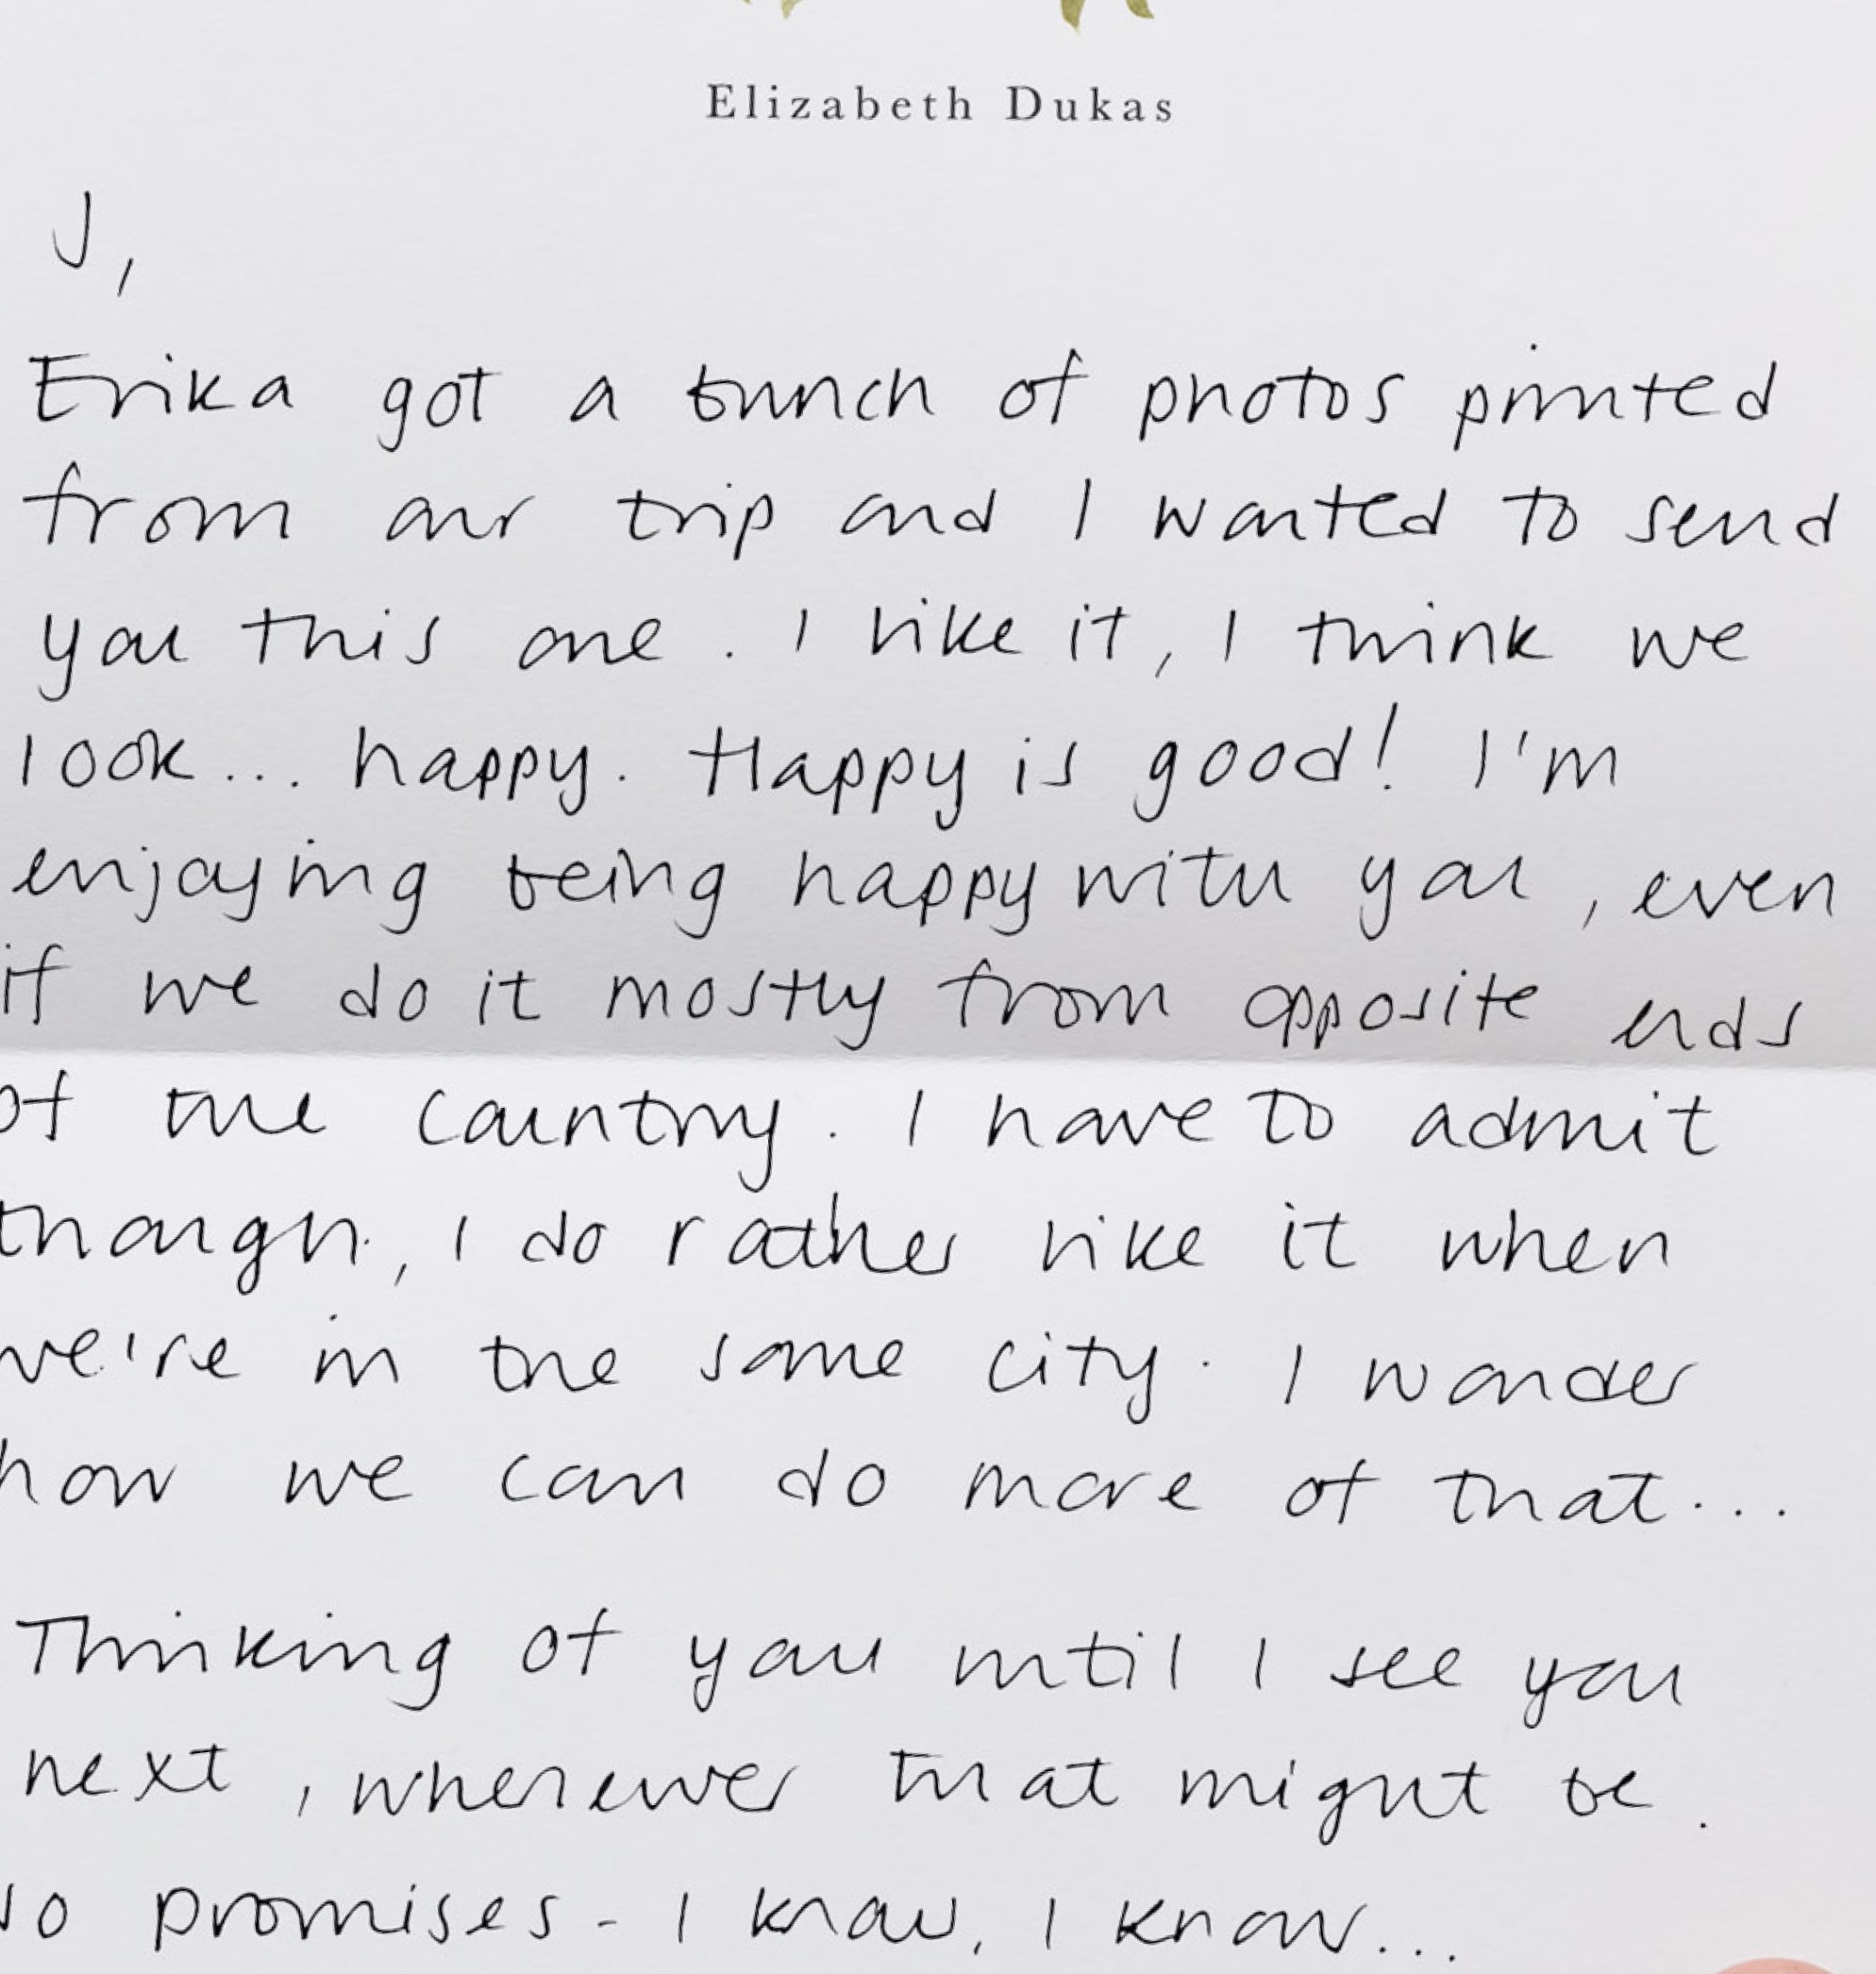 Elizabeth Dukas
J,
Erika got a bunch of photos printed
from our trip and I wanted to send
you this one. I like it, I think we
look... happy. Happy is good! I'm
enjoying being happy with you, even
if we do it mostly from opposite ends
of the country. I have to admit
though, I do rather like it when
we're in the same city. I wonder
how we can do more of that...
Thinking of you until I see you
next, wherever that might be.
No promises - I know, I know...